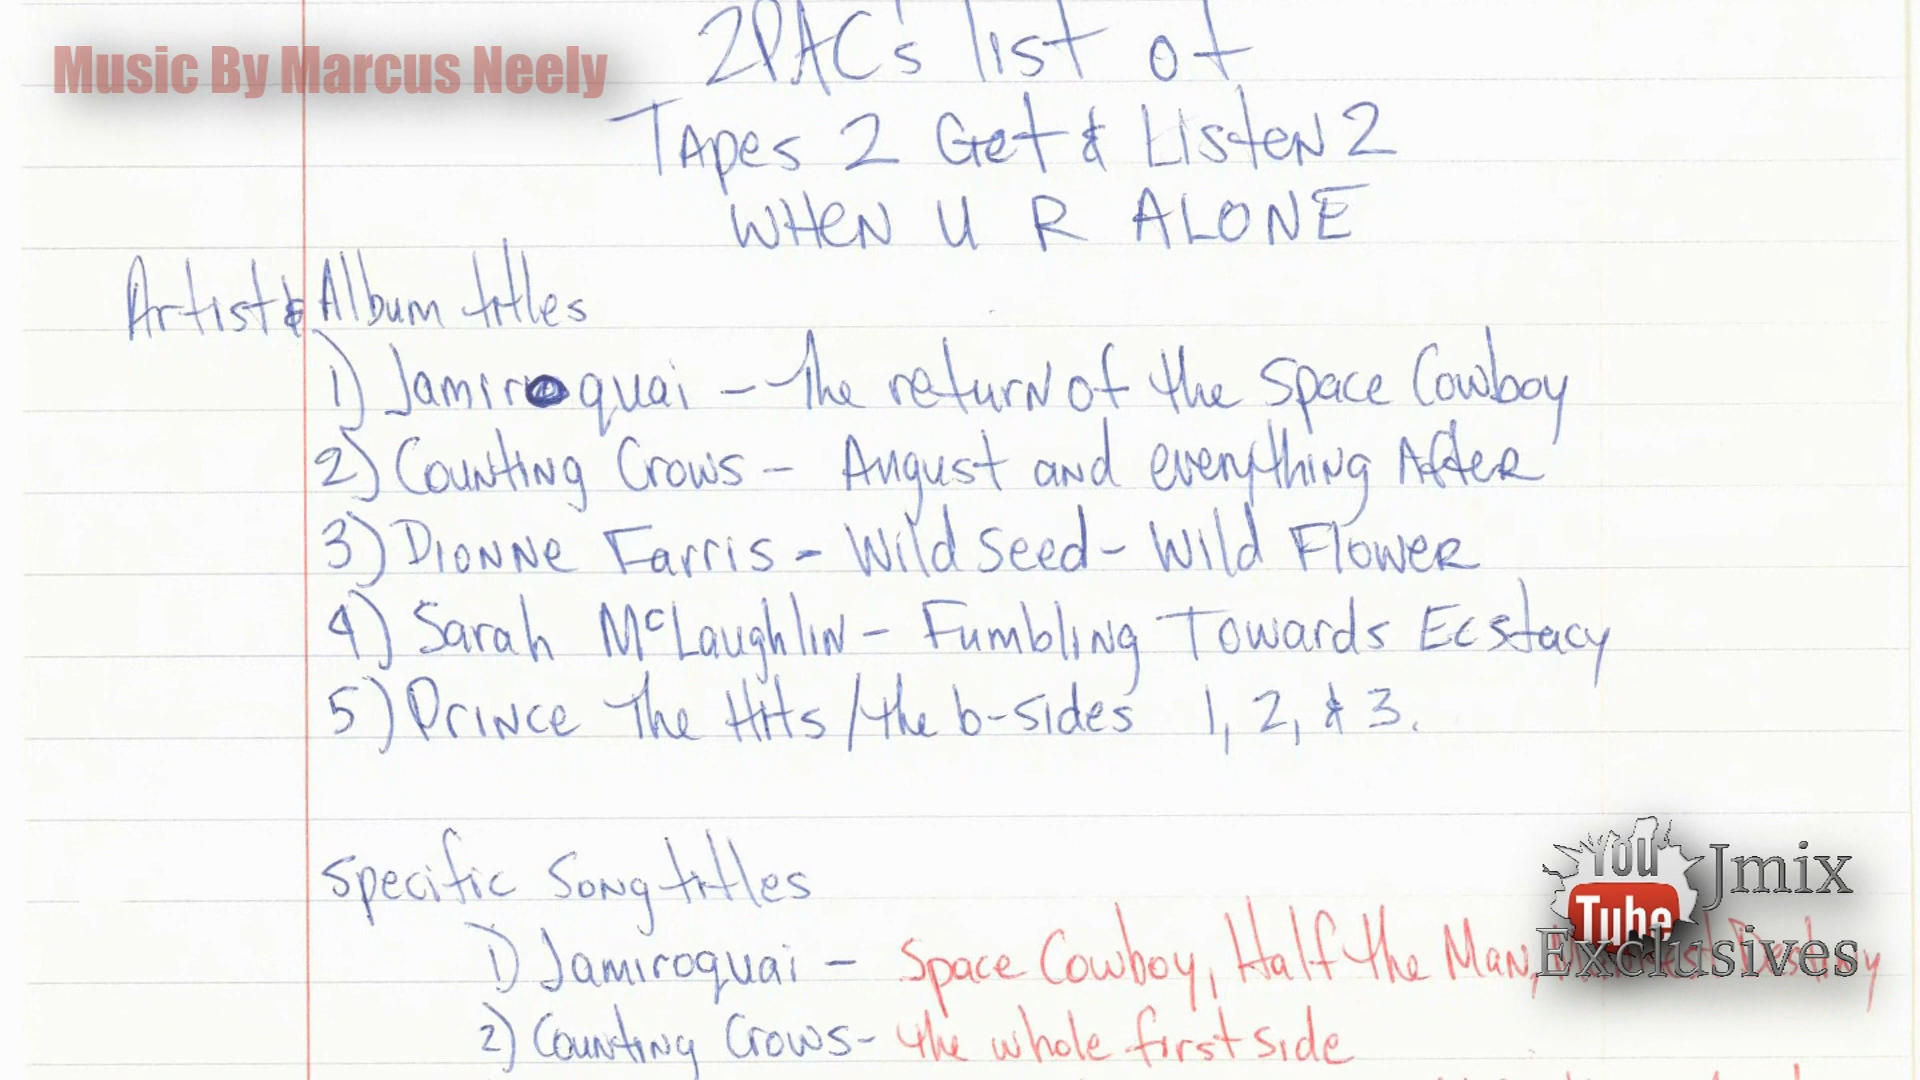 Music By Marcus Neely
2PAC's list of
TAPES 2 Get & Listen 2
WHEN U R ALONE
Artist & Album titles
1) Jamiroquai - The return of the Space Cowboy
2) Counting Crows - August and everything After
3) Dionne Farris - Wild Seed - Wild Flower
4) Sarah McLaughlin - Fumbling Towards Ecstacy
5) Prince The Hits / the b-sides 1, 2, & 3.
Specific Song titles
1) Jamiroquai - Space Cowboy, Half the Man,
2) Counting Crows - the whole first side
You Tube
Jmix
Exclusives